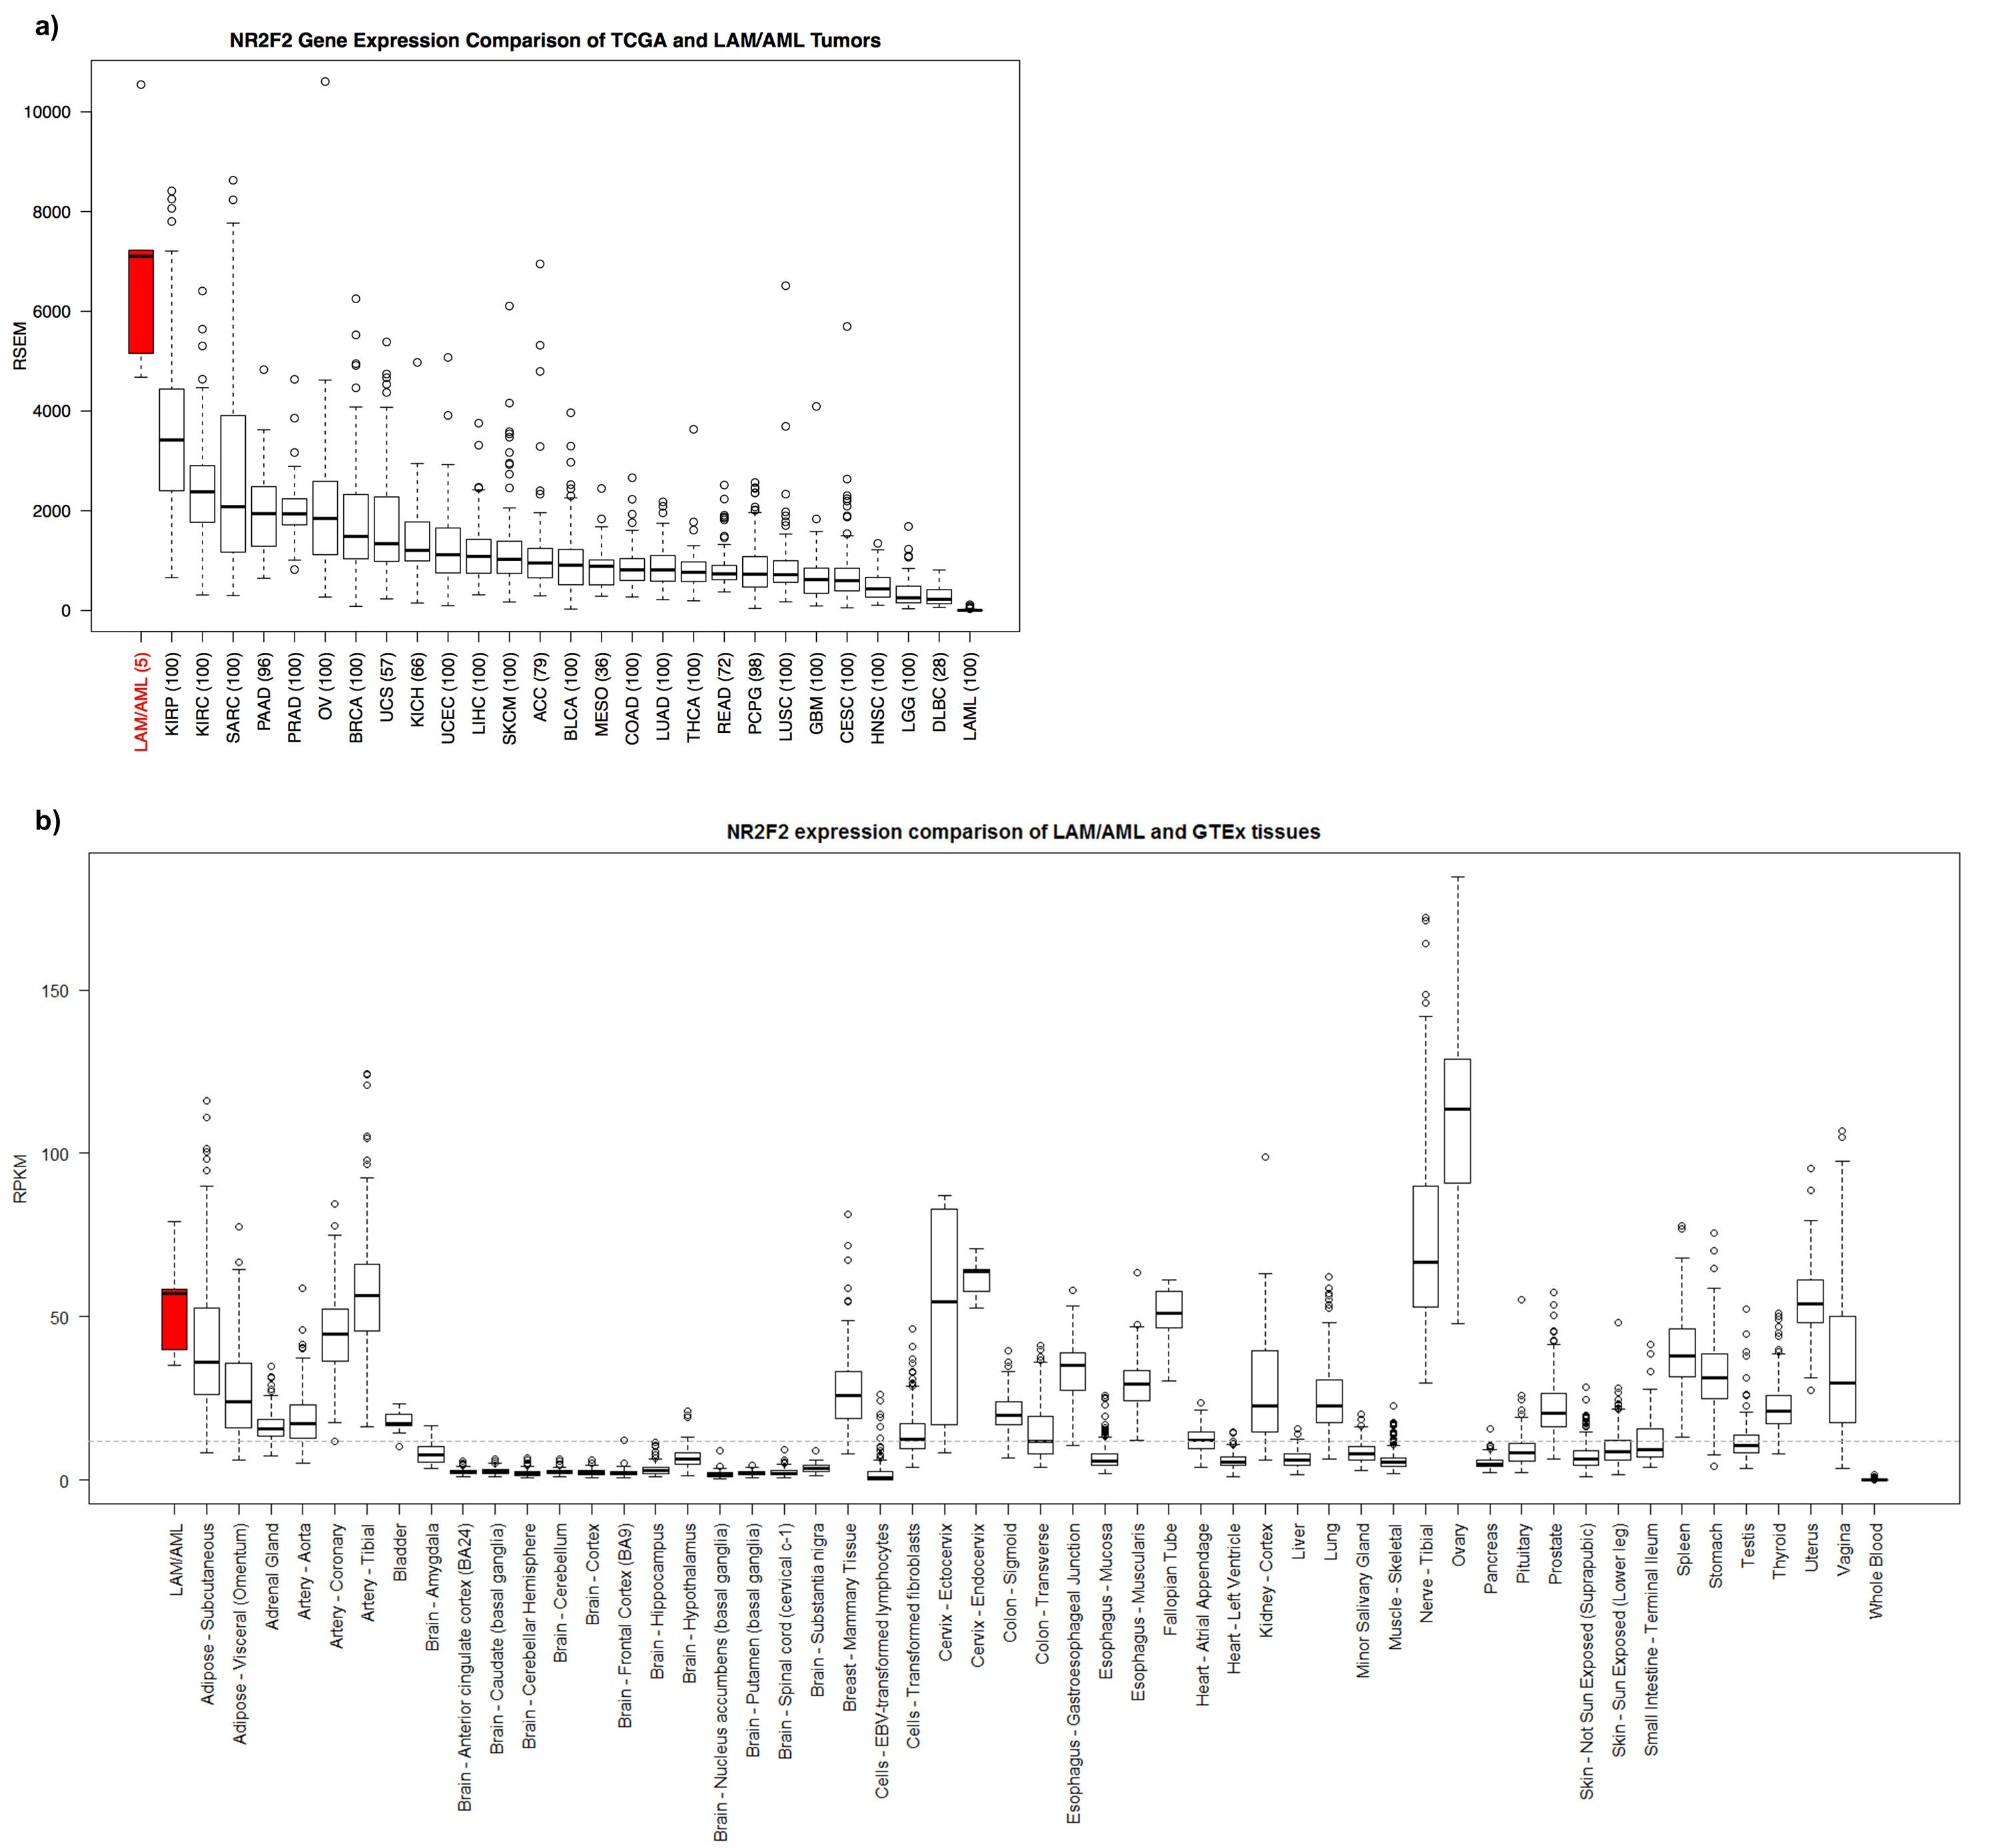 a)
NR2F2 Gene Expression Comparison of TCGA and LAM/AML Tumors
RSEM
10000
8000
6000
4000
2000
0
LAM/AML (5)
KIRP (100)
KIRC (100)
SARC (100)
PAAD (96)
PRAD (100)
OV (100)
BRCA (100)
UCS (57)
KICH (66)
UCEC (100)
LIHC (100)
SKCM (100)
ACC (79)
BLCA (100)
MESO (36)
COAD (100)
LUAD (100)
THCA (100)
READ (72)
PCPG (98)
LUSC (100)
GBM (100)
CESC (100)
HNSC (100)
LGG (100)
DLBC (28)
LAML (100)
b)
NR2F2 expression comparison of LAM/AML and GTEx tissues
RPKM
150
100
50
0
LAM/AML
Adipose - Subcutaneous
Adipose - Visceral (Omentum)
Adrenal Gland
Artery - Aorta
Artery - Coronary
Artery - Tibial
Bladder
Brain - Amygdala
Brain - Anterior cingulate cortex (BA24)
Brain - Caudate (basal ganglia)
Brain - Cerebellar Hemisphere
Brain - Cerebellum
Brain - Cortex
Brain - Frontal Cortex (BA9)
Brain - Hippocampus
Brain - Hypothalamus
Brain - Nucleus accumbens (basal ganglia)
Brain - Putamen (basal ganglia)
Brain - Spinal cord (cervical c-1)
Brain - Substantia nigra
Breast - Mammary Tissue
Cells - EBV-transformed lymphocytes
Cells - Transformed fibroblasts
Cervix - Ectocervix
Cervix - Endocervix
Colon - Sigmoid
Colon - Transverse
Esophagus - Gastroesophageal Junction
Esophagus - Mucosa
Esophagus - Muscularis
Fallopian Tube
Heart - Atrial Appendage
Heart - Left Ventricle
Kidney - Cortex
Liver
Lung
Minor Salivary Gland
Muscle - Skeletal
Nerve - Tibial
Ovary
Pancreas
Pituitary
Prostate
Skin - Not Sun Exposed (Suprapubic)
Skin - Sun Exposed (Lower leg)
Small Intestine - Terminal Ileum
Spleen
Stomach
Testis
Thyroid
Uterus
Vagina
Whole Blood